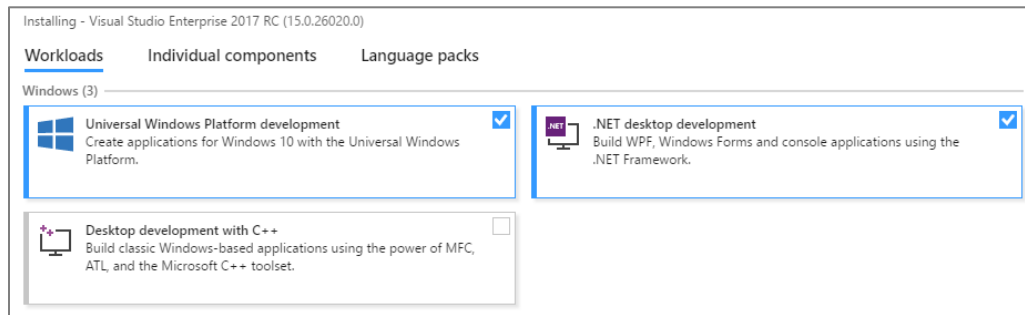 Installing - Visual Studio Enterprise 2017 RC (15.0.26020.0)
Workloads Individual components Language packs
Windows (3)
Universal Windows Platform development
Create applications for Windows 10 with the Universal Windows
Platform.
.NET
.NET desktop development
Build WPF, Windows Forms and console applications using the
.NET Framework.
Desktop development with C++
Build classic Windows-based applications using the power of MFC,
ATL, and the Microsoft C++ toolset.